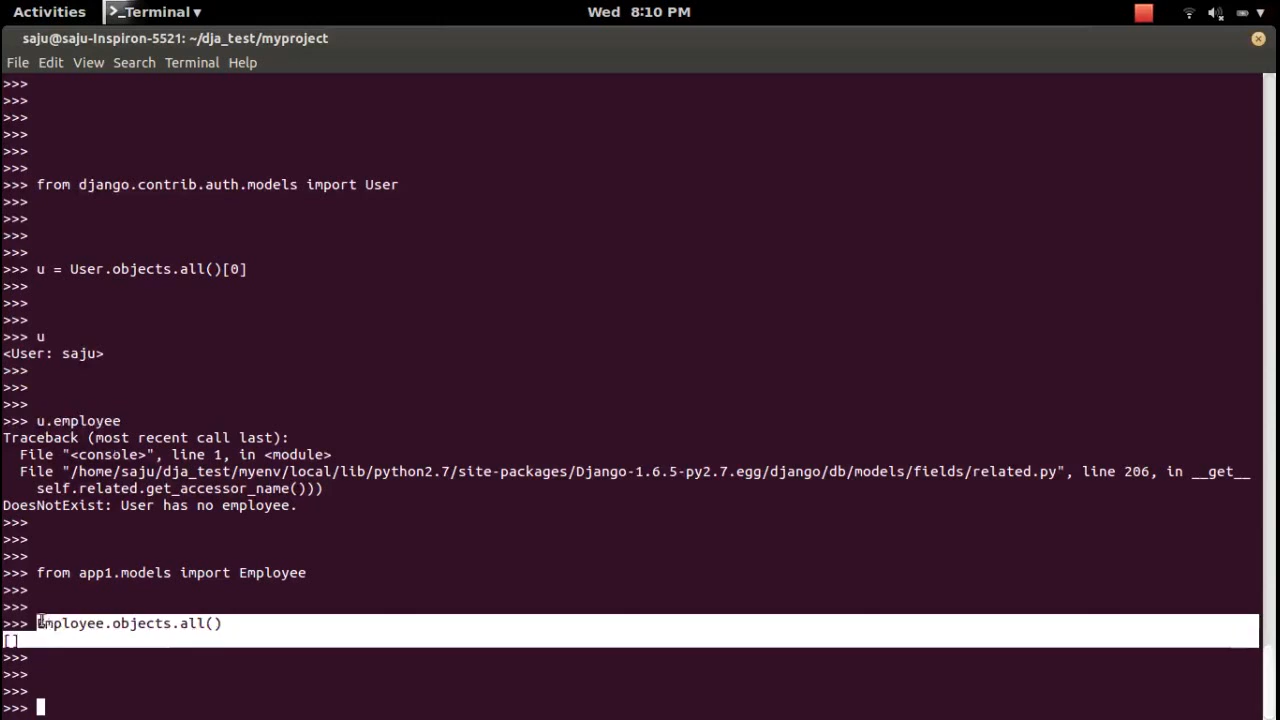 Activities
Terminal
Wed 8:10 PM
saju@saju-Inspiron-5521: ~/dja_test/myproject
File Edit View Search Terminal Help
>>>
>>>
>>>
>>>
>>>
>>>
>>> from django.contrib.auth.models import User
>>>
>>>
>>>
>>>
>>> u = User.objects.all()[0]
>>>
>>>
>>>
>>> u
<User: saju>
>>>
>>>
>>>
>>> u.employee
Traceback (most recent call last):
File "<console>", line 1, in <module>
File "/home/saju/dja_test/myenv/local/lib/python2.7/site-packages/Django-1.6.5-py2.7.egg/django/db/models/fields/related.py", line 206, in __get__
self.related.get_accessor_name()))
DoesNotExist: User has no employee.
>>>
>>>
>>>
>>> from app1.models import Employee
>>>
>>>
>>> Employee.objects.all()
[]
>>>
>>>
>>>
>>>